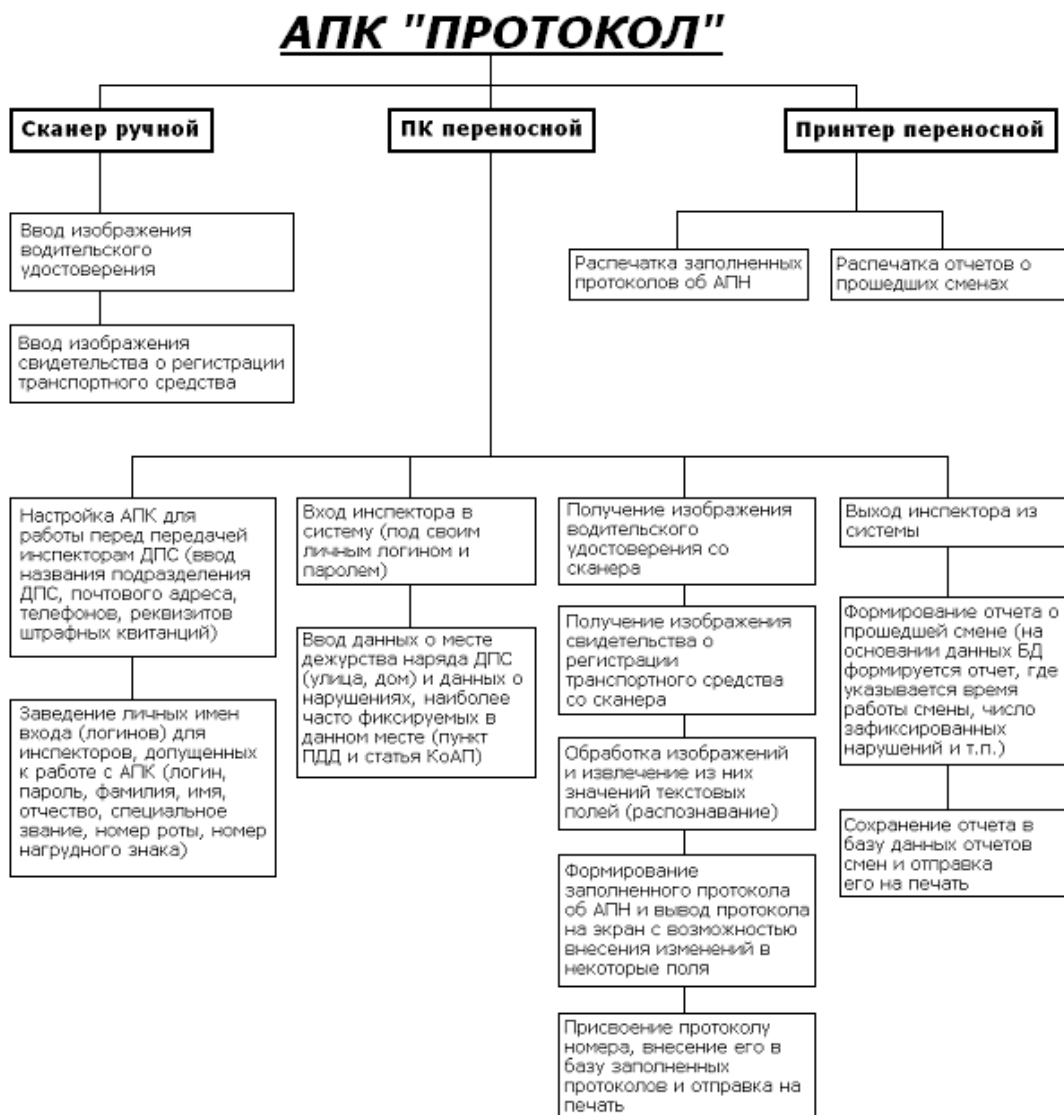 АПК "ПРОТОКОЛ"
Сканер ручной
ПК переносной
Принтер переносной
Ввод изображения
водительского
удостоверения
Ввод изображения
свидетельства о регистрации
транспортного средства
Распечатка заполненных
протоколов об АПН
Распечатка отчетов о
прошедших сменах
Настройка АПК для
работы перед передачей
инспекторам ДПС (ввод
названия подразделения
ДПС, почтового адреса,
телефонов, реквизитов
штрафных квитанций)
Заведение личных имен
входа (логинов) для
инспекторов, допущенных
к работе с АПК (логин,
пароль, фамилия, имя,
отчество, специальное
звание, номер роты, номер
нагрудного знака)
Вход инспектора в
систему (под своим
личным логином и
паролем)
Ввод данных о месте
дежурства наряда ДПС
(улица, дом) и данных о
нарушениях, наиболее
часто фиксируемых в
данном месте (пункт
ПДД и статья КоАП)
Получение изображения
водительского
удостоверения со
сканера
Получение изображения
свидетельства о
регистрации
транспортного средства
со сканера
Обработка изображений
и извлечение из них
значений текстовых
полей (распознавание)
Формирование
заполненного протокола
об АПН и вывод протокола
на экран с возможностью
внесения изменений в
некоторые поля
Присвоение протоколу
номера, внесение его в
базу заполненных
протоколов и отправка на
печать
Выход инспектора из
системы
Формирование отчета о
прошедшей смене (на
основании данных БД
формируется отчет, где
указывается время
работы смены, число
зафиксированных
нарушений и т.п.)
Сохранение отчета в
базу данных отчетов
смен и отправка
его на печать